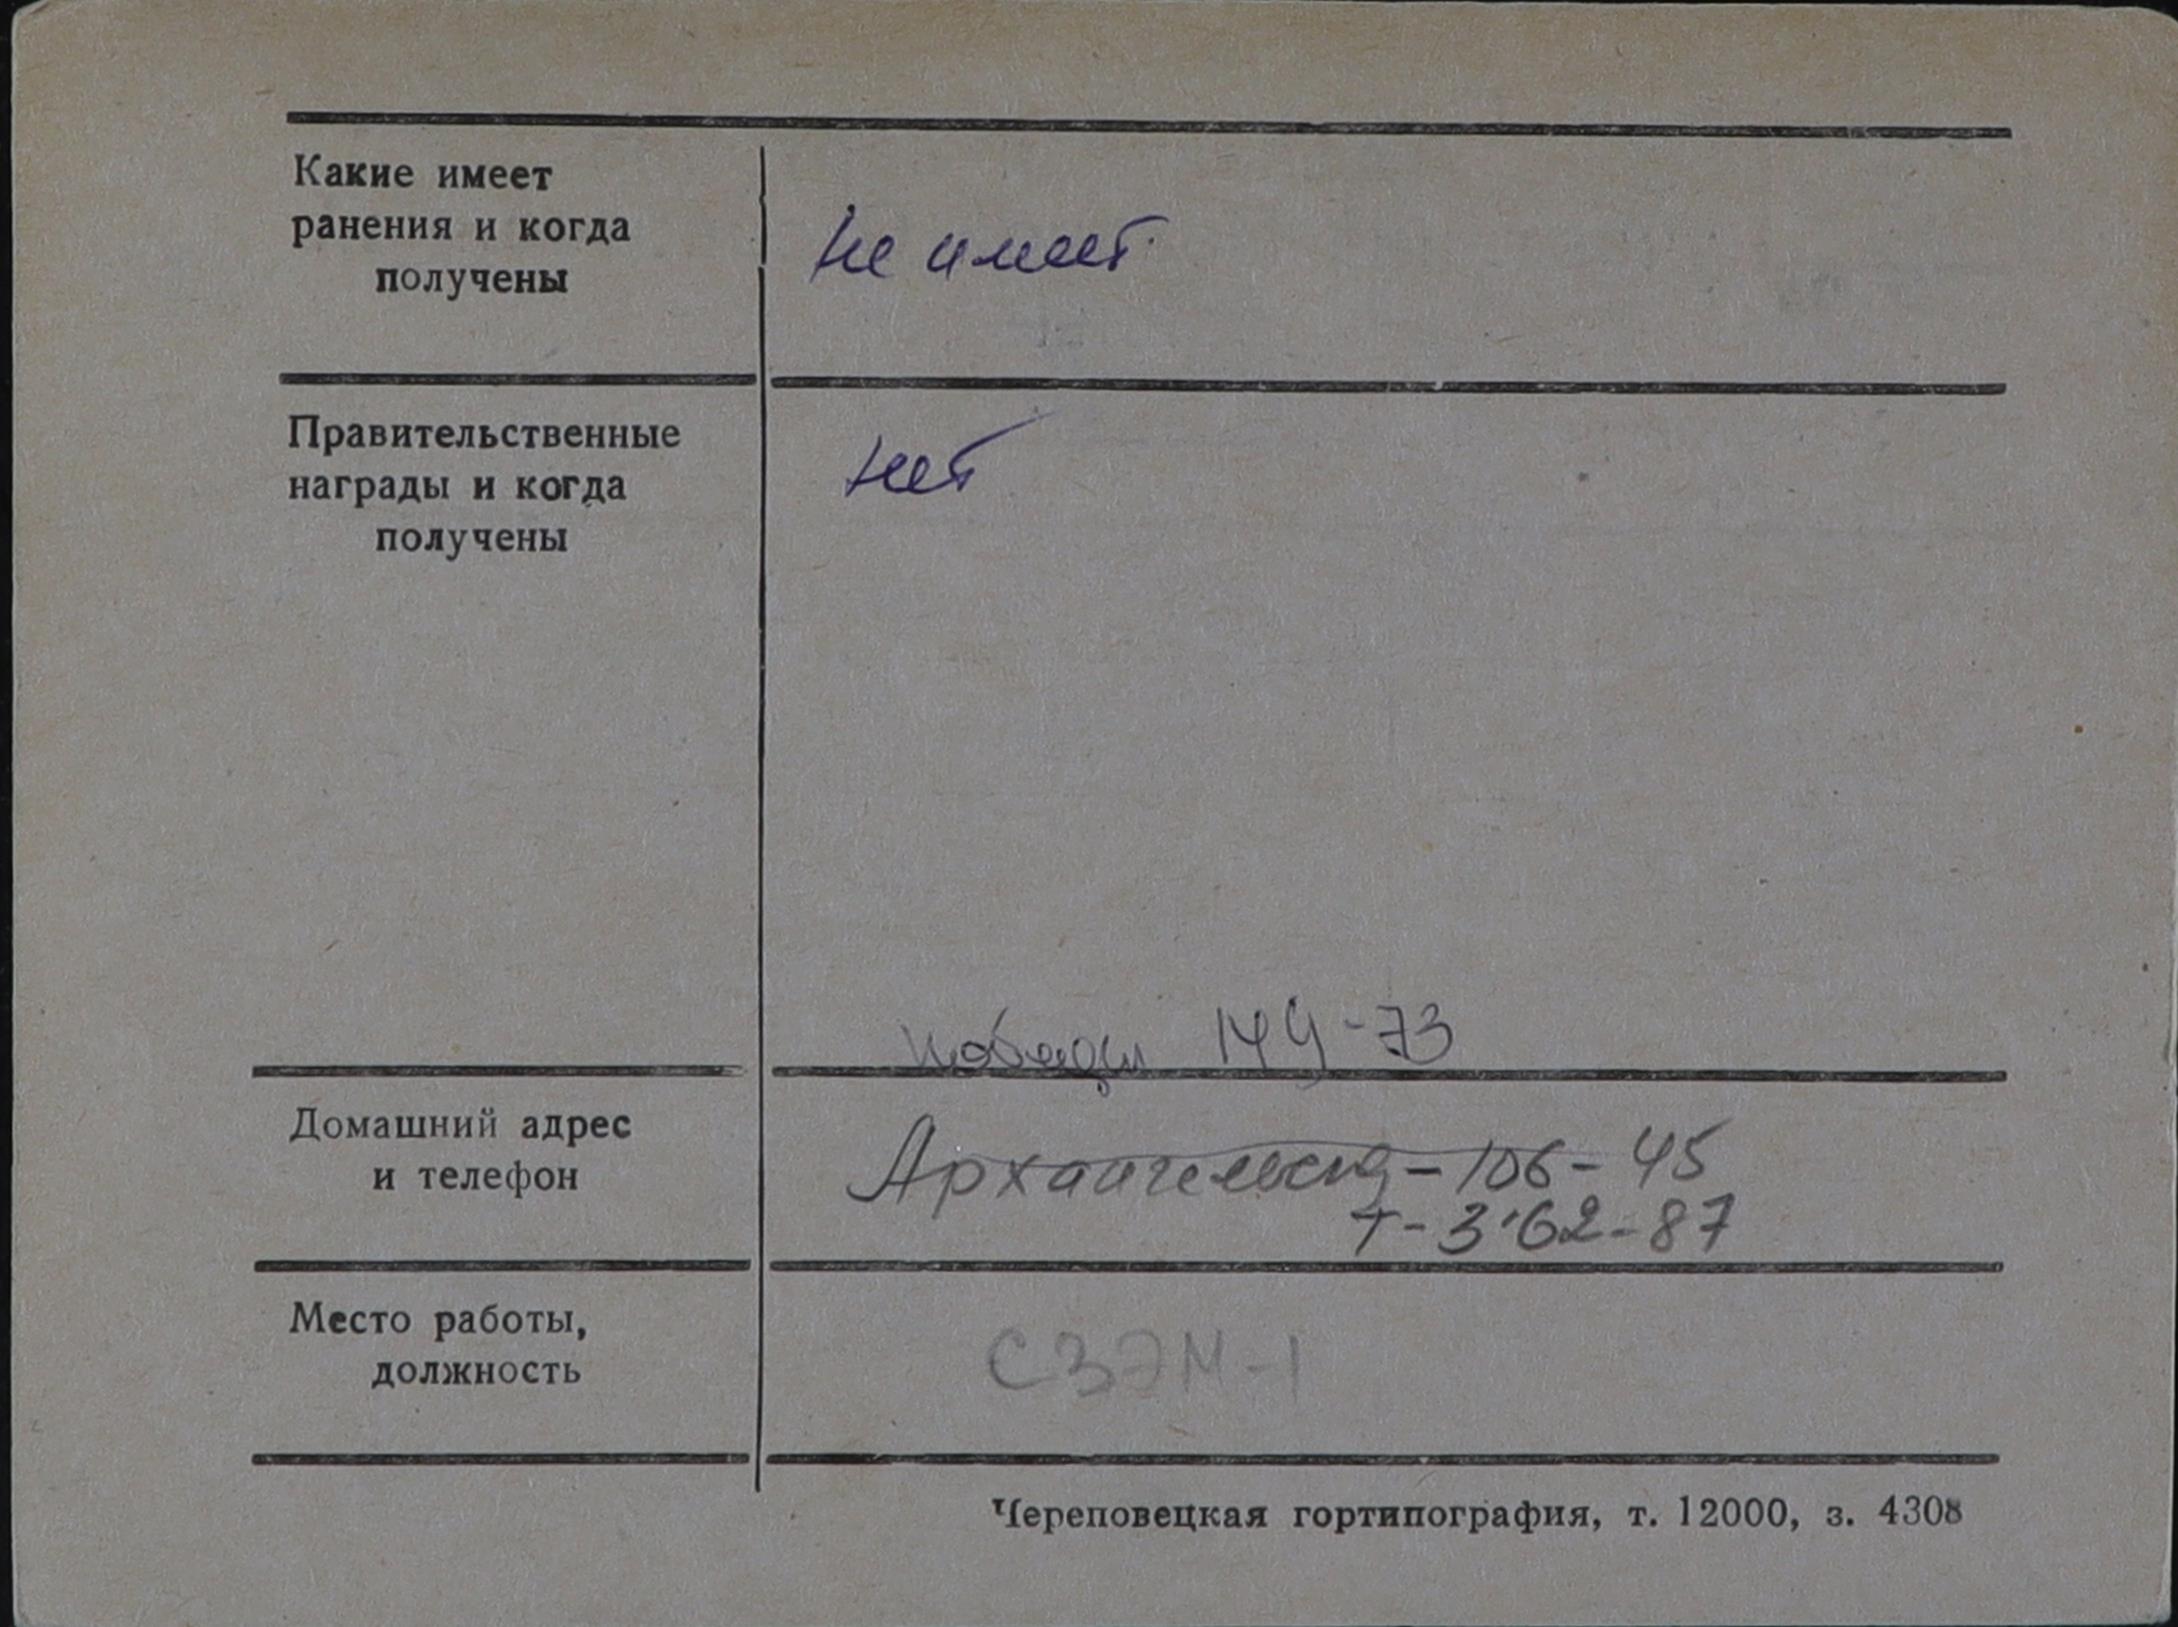 Какие имеет
ранения и когда
получены
не имеет
Правительственные
награды и когда
получены
нет
Победы 144-73
Домашний адрес
и телефон
Архангельская-106-45
т-3-62-87
Место работы,
должность
СЗЭМ-1
Череповецкая гортипография, т. 12000, з. 4308